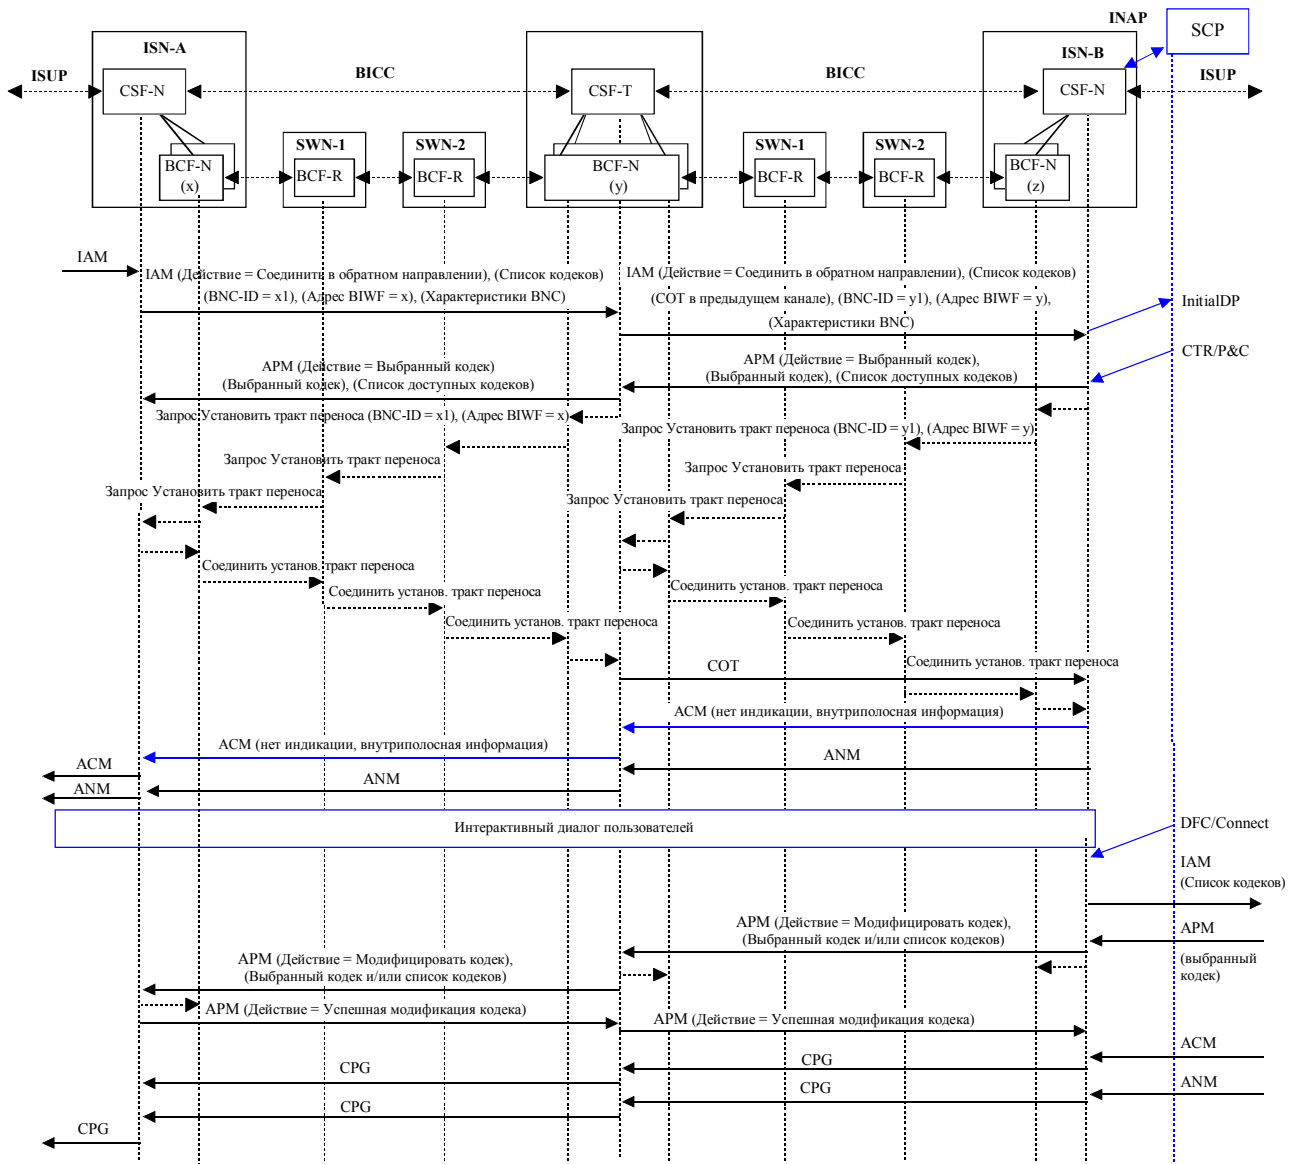 INAP
SCP
ISN-A
ISN-B
ISUP
BICC
BICC
ISUP
CSF-N
CSF-T
CSF-N
SWN-1
SWN-2
SWN-1
SWN-2
BCF-N
(x)
BCF-R
BCF-R
BCF-N
(y)
BCF-R
BCF-R
BCF-N
(z)
IAM
IAM (Действие = Соединить в обратном направлении), (Список кодеков)
(BNC-ID = x1), (Адрес BIWF = x), (Характеристики BNC)
IAM (Действие = Соединить в обратном направлении), (Список кодеков)
(COT в предыдущем канале), (BNC-ID = y1), (Адрес BIWF = y),
(Характеристики BNC)
InitialDP
CTR/P&C
APM (Действие = Выбранный кодек),
(Выбранный кодек), (Список доступных кодеков)
APM (Действие = Выбранный кодек)
(Выбранный кодек), (Список доступных кодеков)
Запрос Установить тракт переноса (BNC-ID = x1), (Адрес BIWF = x)
Запрос Установить тракт переноса (BNC-ID = y1), (Адрес BIWF = y)
Запрос Установить тракт переноса
Запрос Установить тракт переноса
Запрос Установить тракт переноса
Запрос Установить тракт переноса
Соединить установ. тракт переноса
Соединить установ. тракт переноса
Соединить установ. тракт переноса
Соединить установ. тракт переноса
Соединить установ. тракт переноса
COT
Соединить установ. тракт переноса
ACM (нет индикации, внутриполосная информация)
ACM (нет индикации, внутриполосная информация)
ACM
ANM
ANM
ANM
Интерактивный диалог пользователей
DFC/Connect
IAM
(Список кодеков)
APM (Действие = Модифицировать кодек),
(Выбранный кодек и/или список кодеков)
APM
(выбранный
кодек)
APM (Действие = Модифицировать кодек),
(Выбранный кодек и/или список кодеков)
APM (Действие = Успешная модификация кодека)
APM (Действие = Успешная модификация кодека)
ACM
CPG
CPG
ANM
CPG
CPG
CPG